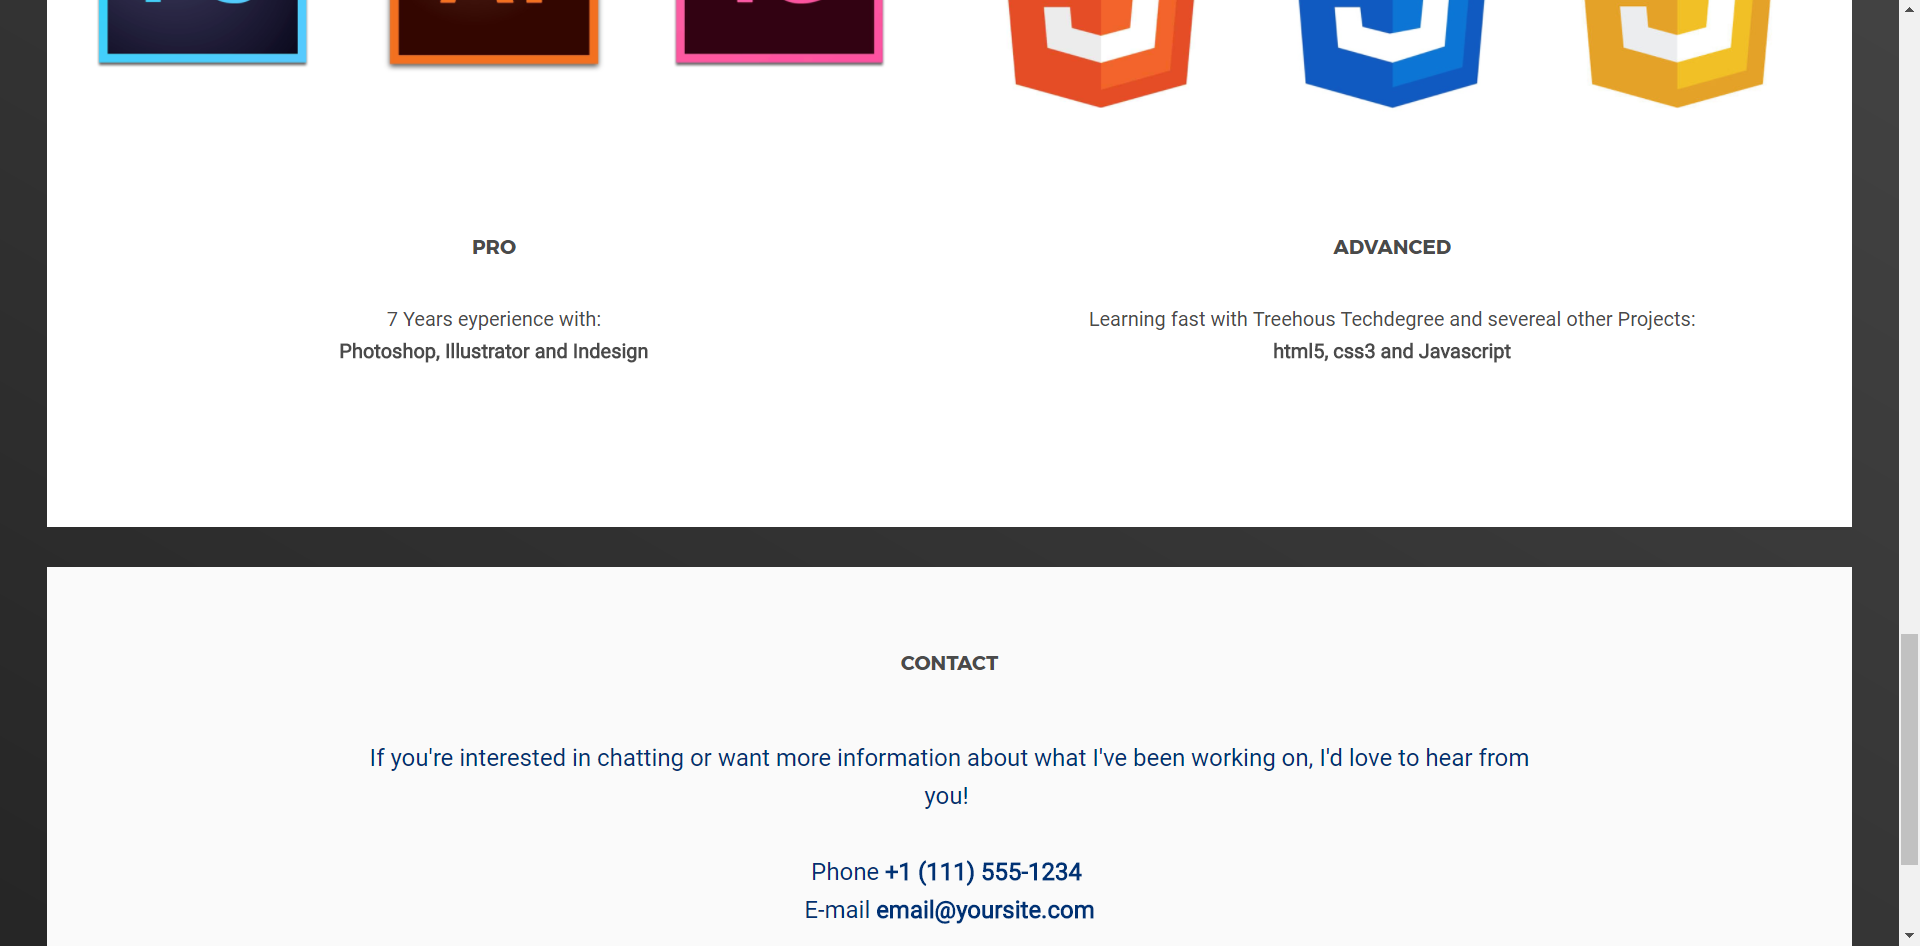 PRO
7 Years eyperience with:
Photoshop, Illustrator and Indesign
ADVANCED
Learning fast with Treehous Techdegree and severeal other Projects:
html5, css3 and Javascript
CONTACT
If you're interested in chatting or want more information about what I've been working on, I'd love to hear from
you!
Phone +1 (111) 555-1234
E-mail email@yoursite.com